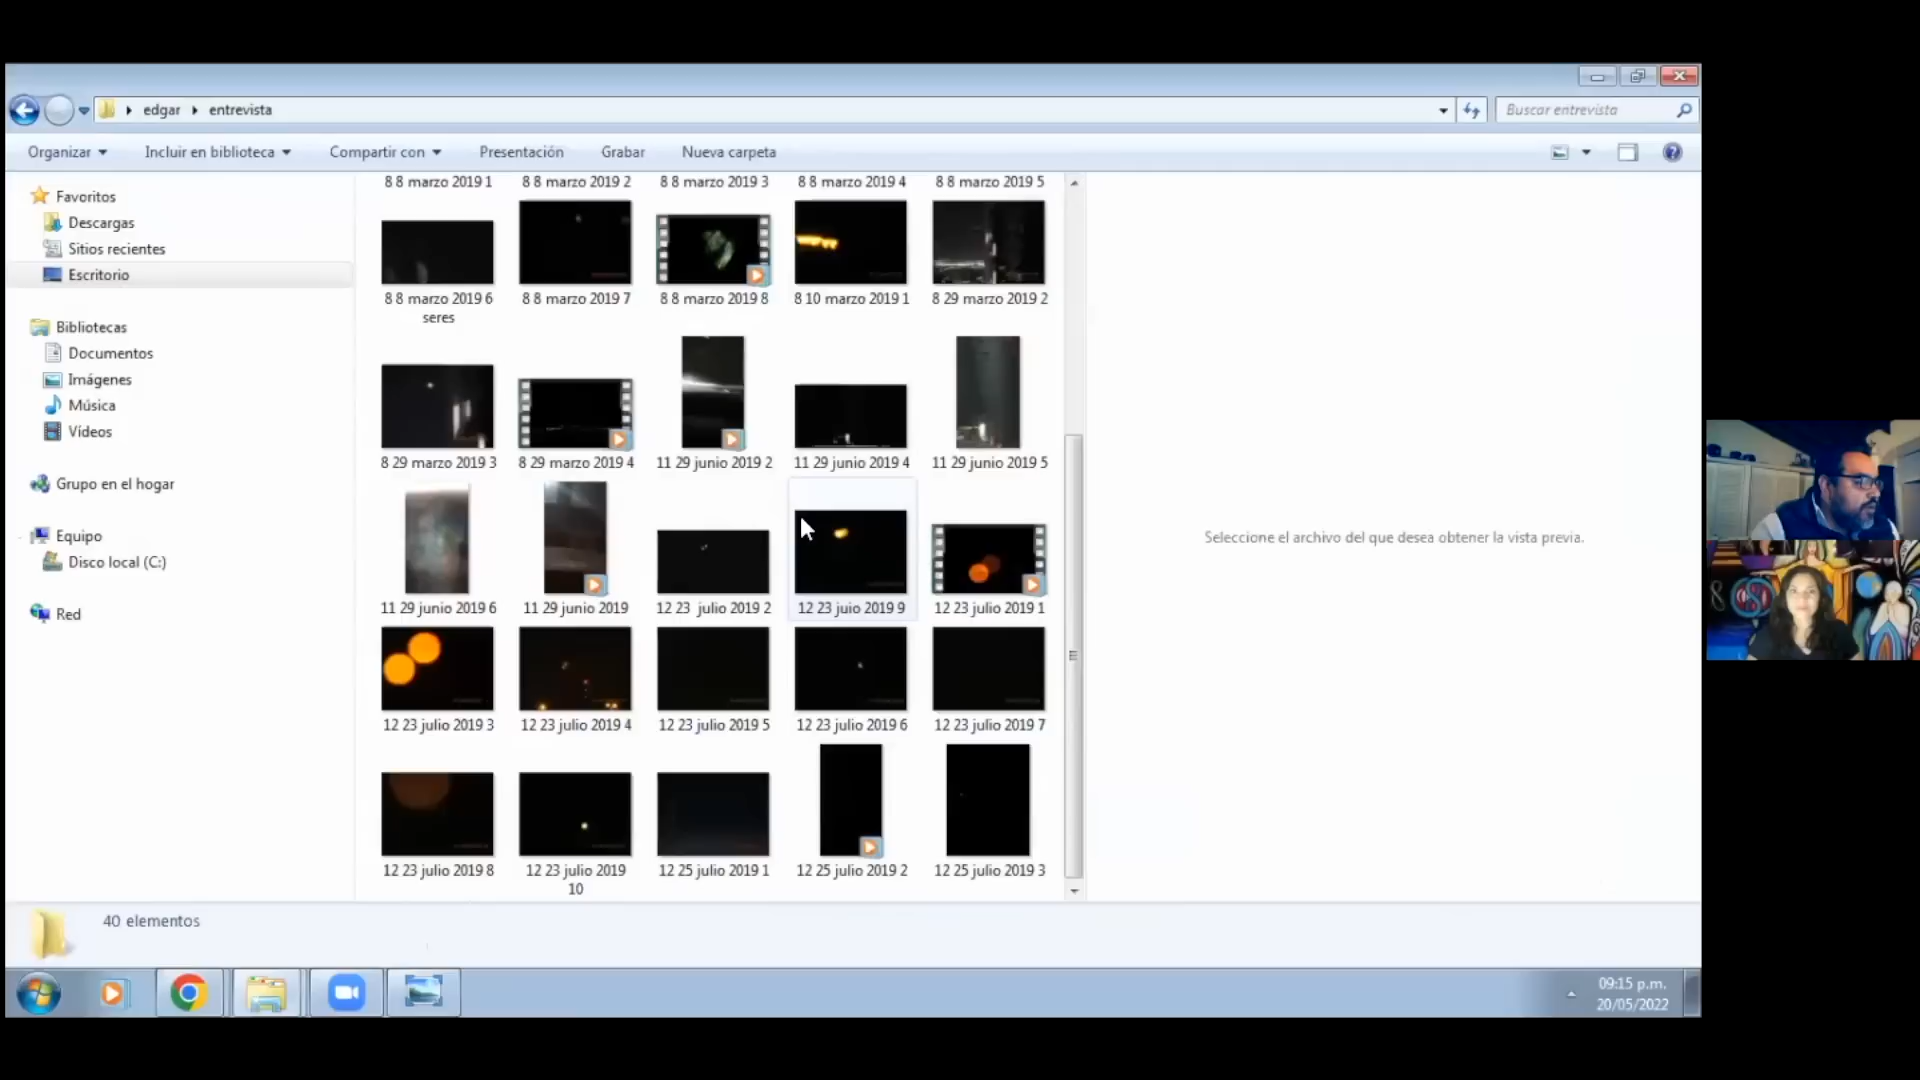 edgar entrevista
Buscar entrevista
Organizar Incluir en biblioteca Compartir con Presentación Grabar Nueva carpeta
Favoritos
Descargas
Sitios recientes
Escritorio
Bibliotecas
Documentos
Imágenes
Música
Vídeos
Grupo en el hogar
Equipo
Disco local (C:)
Red
8 8 marzo 2019 1 8 8 marzo 2019 2 8 8 marzo 2019 3 8 8 marzo 2019 4 8 8 marzo 2019 5
8 8 marzo 2019 6 8 8 marzo 2019 7 8 8 marzo 2019 8 8 10 marzo 2019 1 8 29 marzo 2019 2
seres
8 29 marzo 2019 3 8 29 marzo 2019 4 11 29 junio 2019 2 11 29 junio 2019 4 11 29 junio 2019 5
11 29 junio 2019 6 11 29 junio 2019 12 23 julio 2019 2 12 23 juio 2019 9 12 23 julio 2019 1
12 23 julio 2019 3 12 23 julio 2019 4 12 23 julio 2019 5 12 23 julio 2019 6 12 23 julio 2019 7
12 23 julio 2019 8 12 23 julio 2019 12 25 julio 2019 1 12 25 julio 2019 2 12 25 julio 2019 3
10
Seleccione el archivo del que desea obtener la vista previa.
40 elementos
09:15 p.m.
20/05/2022